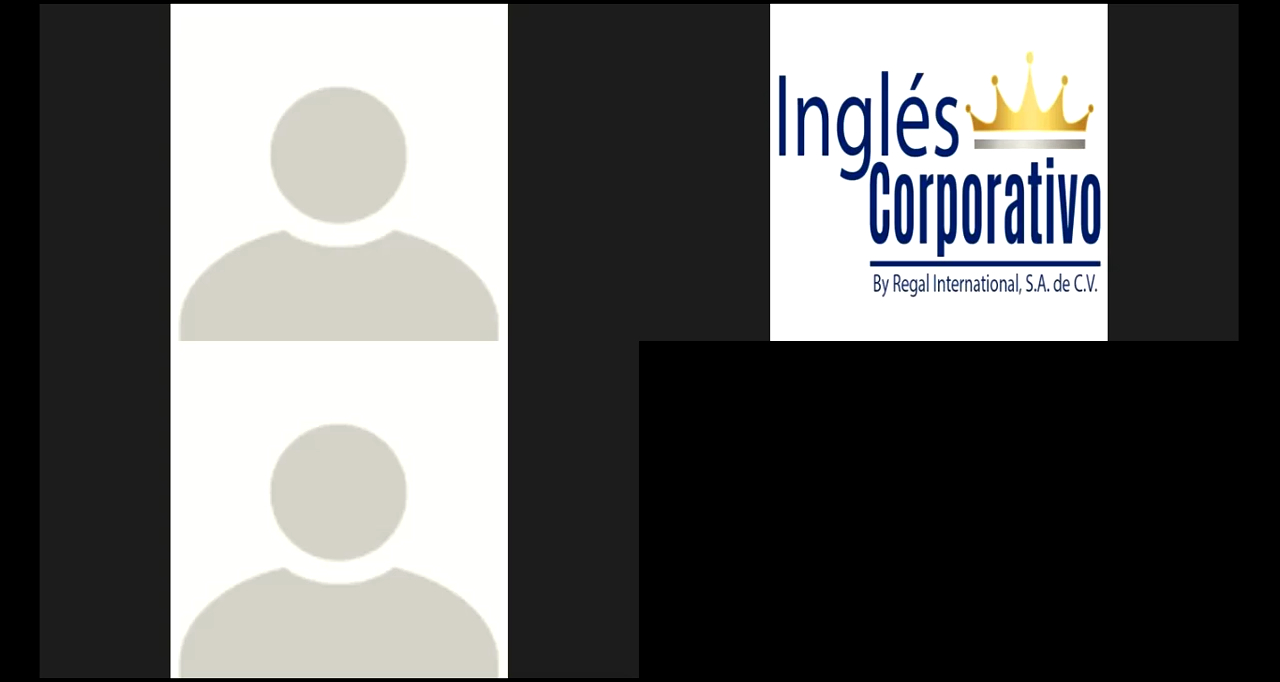 Inglés
Corporativo
By Regal International, S.A. de C.V.